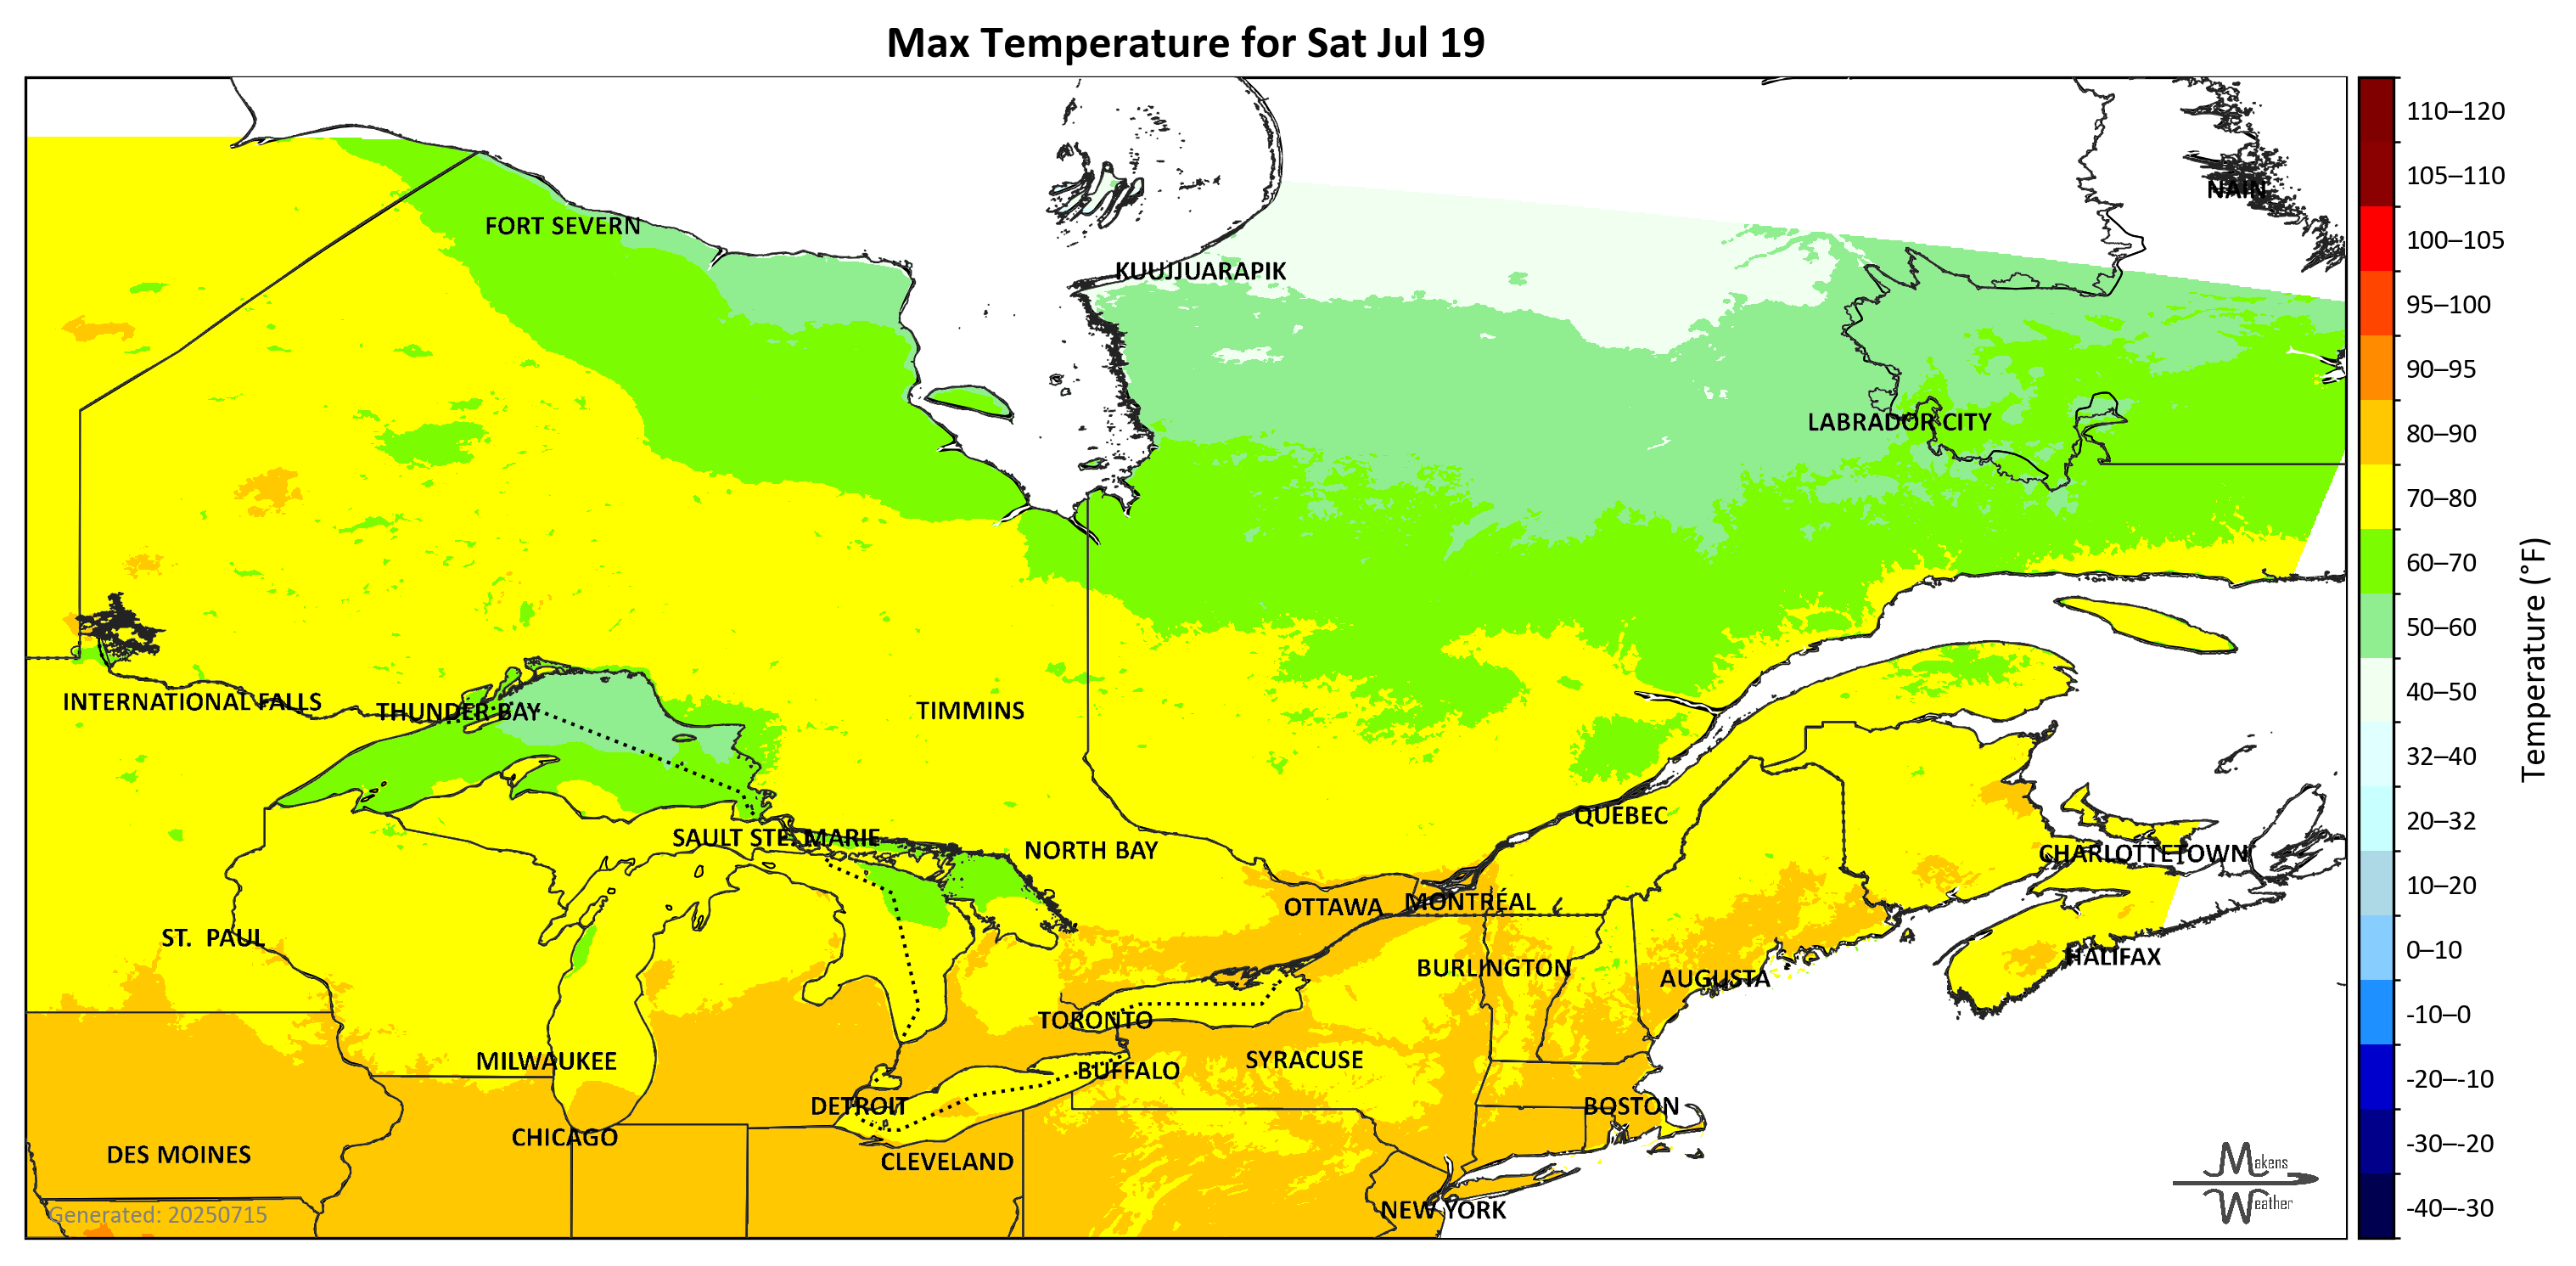 Max Temperature for Sat Jul 19
NAIN
FORT SEVERN
KUUJJUARAPIK
LABRADOR CITY
INTERNATIONAL FALLS
THUNDER BAY
TIMMINS
QUÉBEC
SAULT STE. MARIE
NORTH BAY
CHARLOTTETOWN
OTTAWA
MONTRÉAL
ST. PAUL
BURLINGTON
HALIFAX
AUGUSTA
TORONTO
MILWAUKEE
SYRACUSE
BUFFALO
DETROIT
BOSTON
CHICAGO
DES MOINES
CLEVELAND
NEW YORK
Generated: 20250715
Makens
Weather
110–120
105–110
100–105
95–100
90–95
80–90
70–80
60–70
50–60
40–50
32–40
20–32
10–20
0–10
-10–0
-20–-10
-30–-20
-40–-30
Temperature (°F)